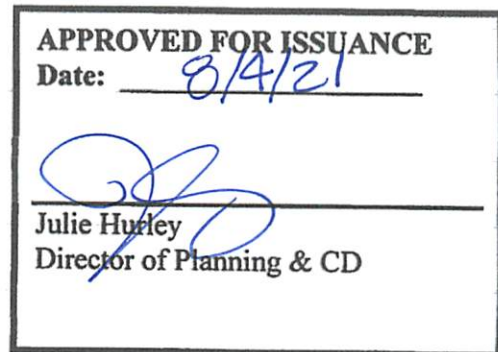 APPROVED FOR ISSUANCE
Date: 8/4/21
Julie Hurley
Director of Planning & CD